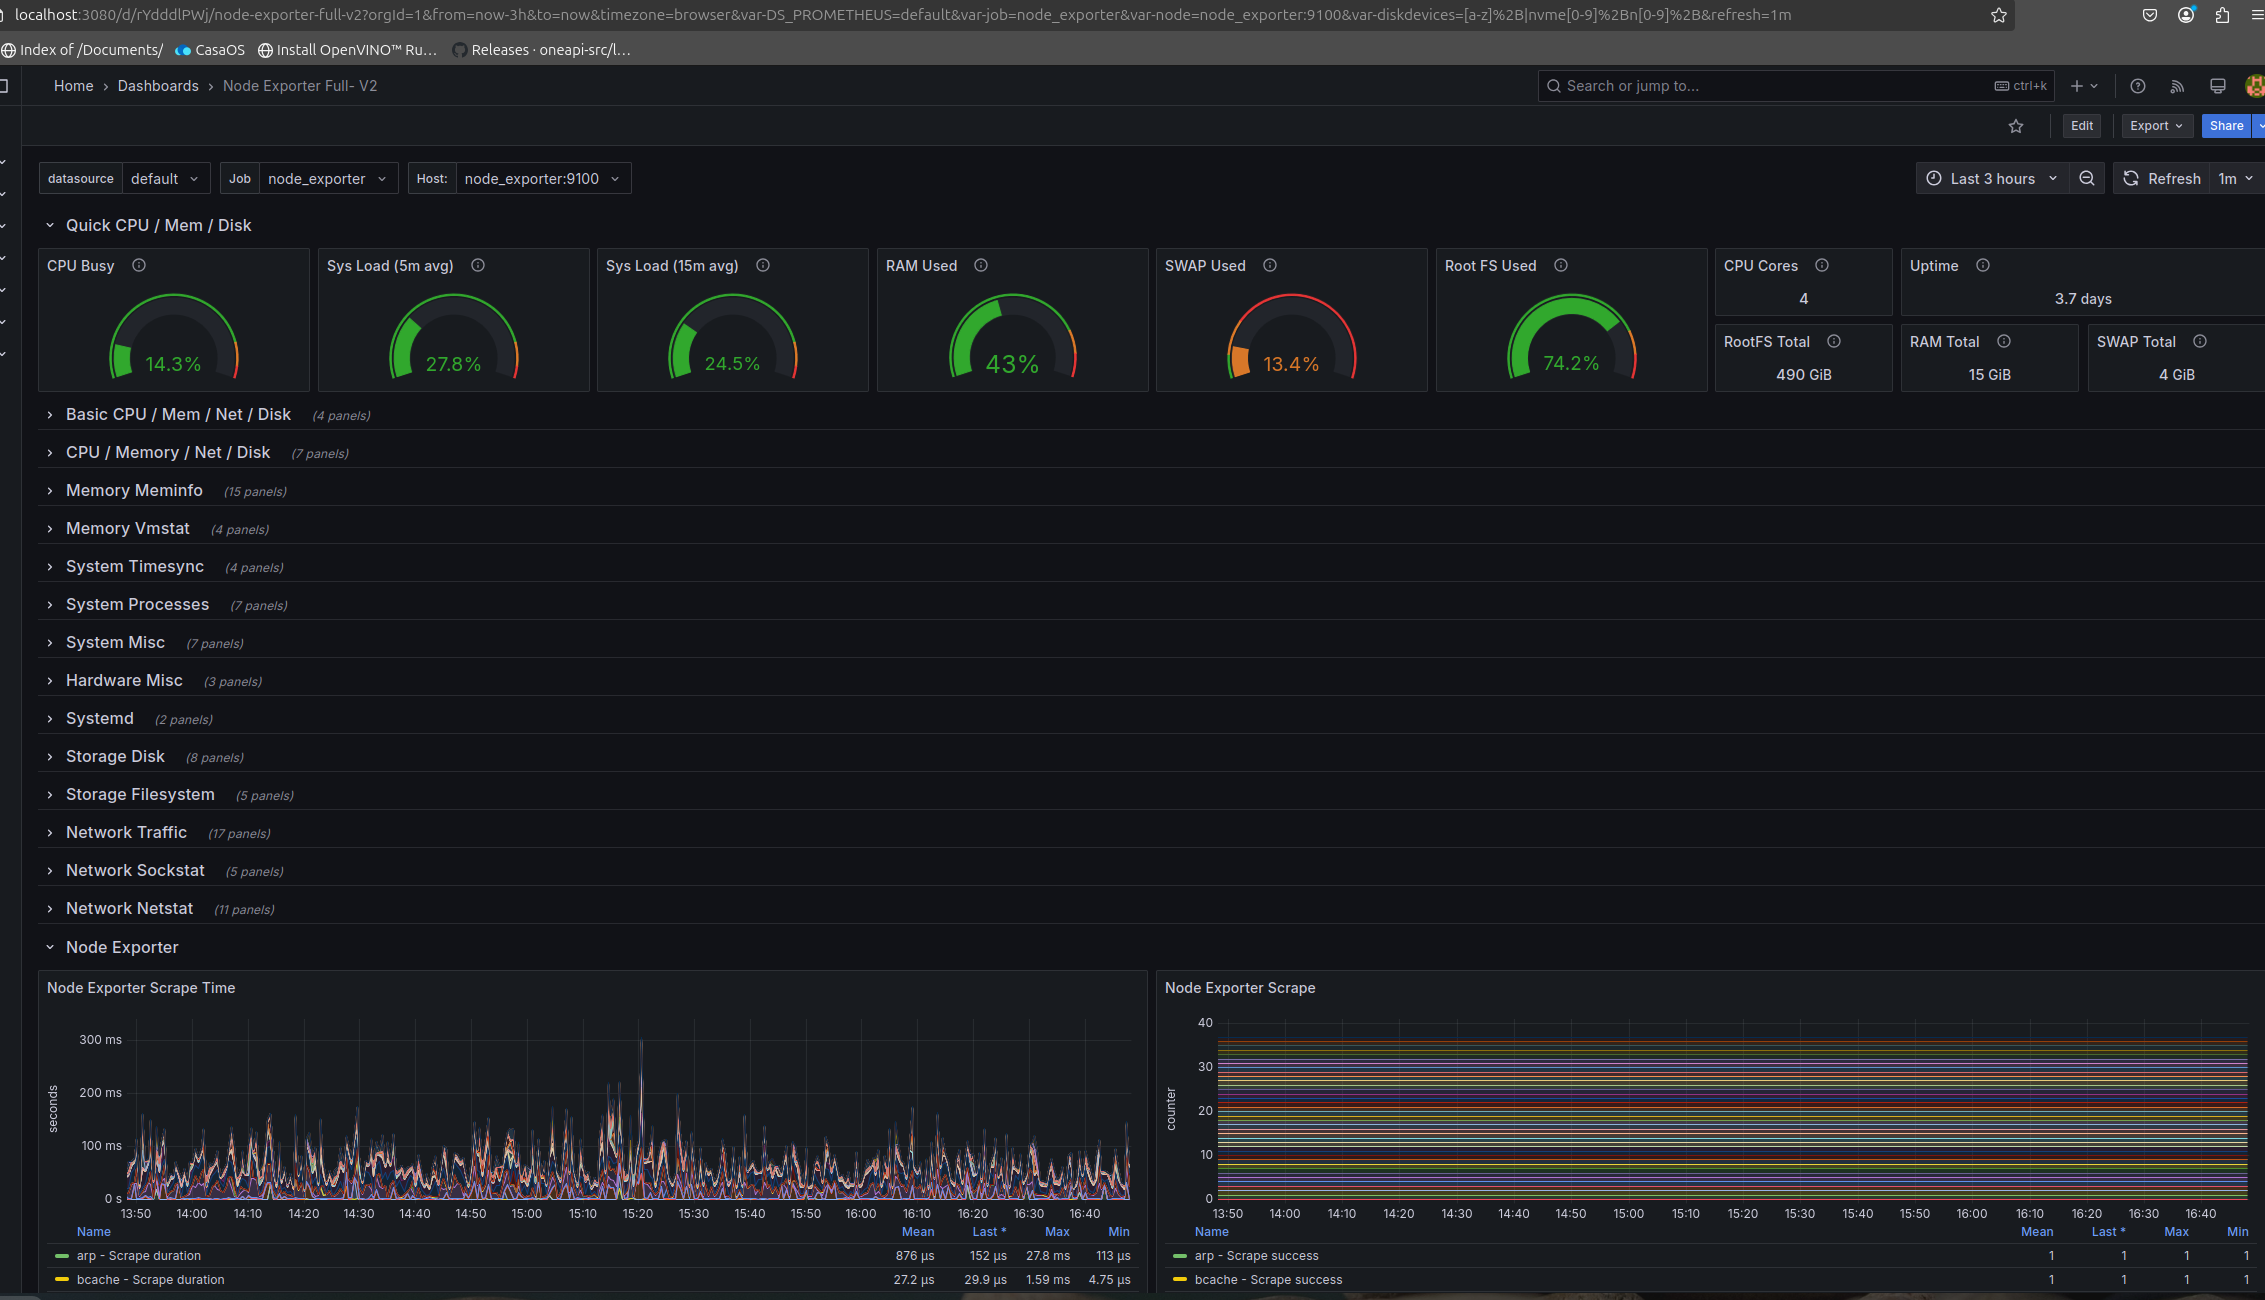 localhost:3080/d/rYdddlPWj/node-exporter-full-v2?orgId=1&from=now-3h&to=now&timezone=browser&var-DS_PROMETHEUS=default&var-job=node_exporter&var-node=node_exporter:9100&var-diskdevices=[a-z]%2B|nvme[0-9]%2Bn[0-9]%2B&refresh=1m
Index of /Documents/ CasaOS Install OpenVINO™ Ru… Releases · oneapi-src/l…
Home › Dashboards › Node Exporter Full- V2 Search or jump to... ctrl+k
Edit Export Share
datasource default Job node_exporter Host: node_exporter:9100 Last 3 hours Refresh 1m
Quick CPU / Mem / Disk
CPU Busy Sys Load (5m avg) Sys Load (15m avg) RAM Used SWAP Used Root FS Used CPU Cores Uptime
4 3.7 days
RootFS Total RAM Total SWAP Total
14.3% 27.8% 24.5% 43% 13.4% 74.2% 490 GiB 15 GiB 4 GiB
Basic CPU / Mem / Net / Disk (4 panels)
CPU / Memory / Net / Disk (7 panels)
Memory Meminfo (15 panels)
Memory Vmstat (4 panels)
System Timesync (4 panels)
System Processes (7 panels)
System Misc (7 panels)
Hardware Misc (3 panels)
Systemd (2 panels)
Storage Disk (8 panels)
Storage Filesystem (5 panels)
Network Traffic (17 panels)
Network Sockstat (5 panels)
Network Netstat (11 panels)
Node Exporter
Node Exporter Scrape Time
300 ms
200 ms
100 ms
0 s
seconds
13:50 14:00 14:10 14:20 14:30 14:40 14:50 15:00 15:10 15:20 15:30 15:40 15:50 16:00 16:10 16:20 16:30 16:40
Name Mean Last * Max Min
arp - Scrape duration 876 µs 152 µs 27.8 ms 113 µs
bcache - Scrape duration 27.2 µs 29.9 µs 1.59 ms 4.75 µs
Node Exporter Scrape
40
30
20
10
0
counter
13:50 14:00 14:10 14:20 14:30 14:40 14:50 15:00 15:10 15:20 15:30 15:40 15:50 16:00 16:10 16:20 16:30 16:40
Name Mean Last * Max Min
arp - Scrape success 1 1 1 1
bcache - Scrape success 1 1 1 1